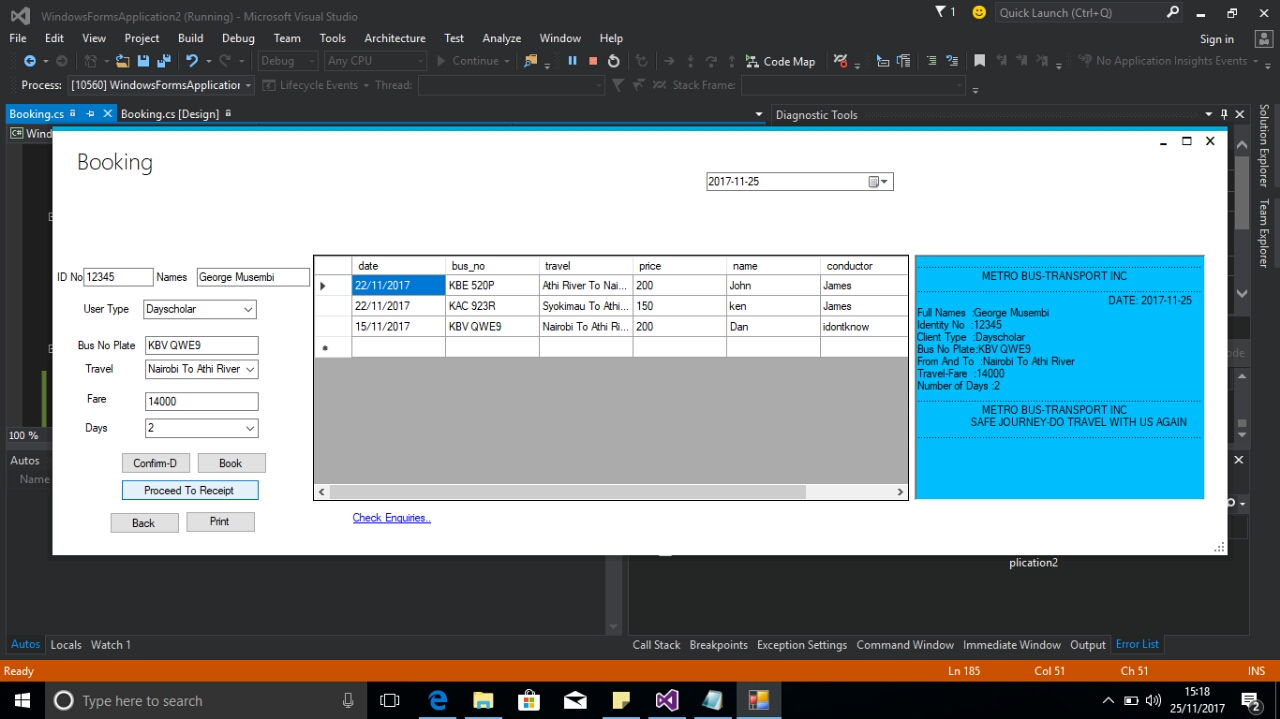 WindowsFormsApplication2 (Running) - Microsoft Visual Studio
1
Quick Launch (Ctrl+Q)
File Edit View Project Build Debug Team Tools Architecture Test Analyze Window Help
Sign in
Debug Any CPU Continue Code Map No Application Insights Events
Process: [10560] WindowsFormsApplication Lifecycle Events Thread: Stack Frame:
Booking.cs Booking.cs [Design]
Diagnostic Tools
C# Wind
Solution Explorer
Team Explorer
Booking
2017-11-25
ID No 12345 Names George Musembi
User Type Dayscholar
Bus No Plate KBV QWE9
Travel Nairobi To Athi River
Fare 14000
Days 2
Confirm-D Book
Proceed To Receipt
Back Print
date bus_no travel price name conductor
22/11/2017 KBE 520P Athi River To Nai... 200 John James
22/11/2017 KAC 923R Syokimau To Athi... 150 ken James
15/11/2017 KBV QWE9 Nairobi To Athi Ri... 200 Dan idontknow
Check Enquiries..
METRO BUS-TRANSPORT INC
DATE: 2017-11-25
Full Names :George Musembi
Identity No :12345
Client Type :Dayscholar
Bus No Plate:KBV QWE9
From And To :Nairobi To Athi River
Travel-Fare :14000
Number of Days :2
METRO BUS-TRANSPORT INC
SAFE JOURNEY-DO TRAVEL WITH US AGAIN
100 %
Autos
Name
ode
plication2
Autos Locals Watch 1
Call Stack Breakpoints Exception Settings Command Window Immediate Window Output Error List
Ready
Ln 185 Col 51 Ch 51 INS
Type here to search
15:18
25/11/2017
2